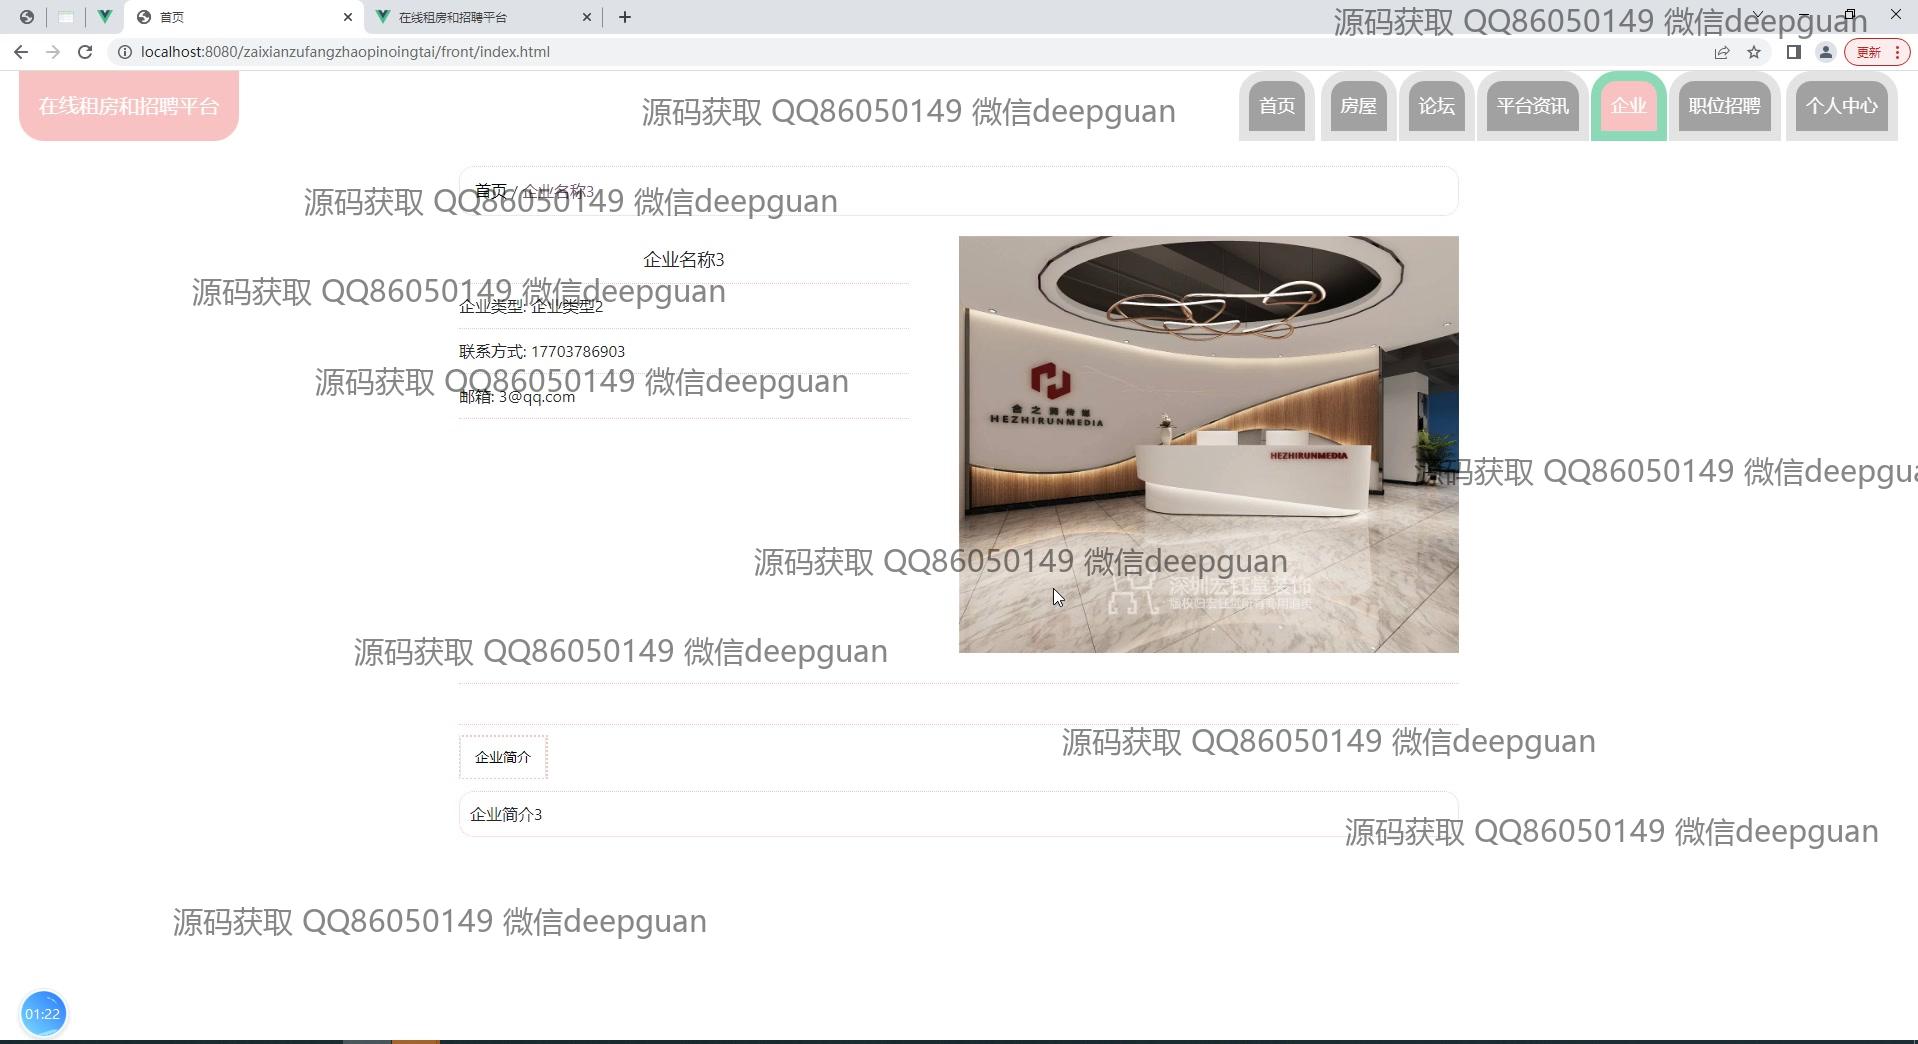 首页
在线租房和招聘平台
源码获取 QQ86050149 微信deepguan
localhost:8080/zaixianzufangzhaopinoingtai/front/index.html
更新
在线租房和招聘平台
源码获取 QQ86050149 微信deepguan
首页
房屋
论坛
平台资讯
企业
职位招聘
个人中心
首页 / 企业名称3
源码获取 QQ86050149 微信deepguan
企业名称3
源码获取 QQ86050149 微信deepguan
企业类型: 企业类型2
联系方式: 17703786903
源码获取 QQ86050149 微信deepguan
邮箱: 3@qq.com
HEZHIRUNMEDIA
HEZHIRUNMEDIA
源码获取 QQ86050149 微信deepgua
源码获取 QQ86050149 微信deepguan
深圳宏钰堂装饰
源码获取 QQ86050149 微信deepguan
源码获取 QQ86050149 微信deepguan
企业简介
企业简介3
源码获取 QQ86050149 微信deepguan
源码获取 QQ86050149 微信deepguan
01:22